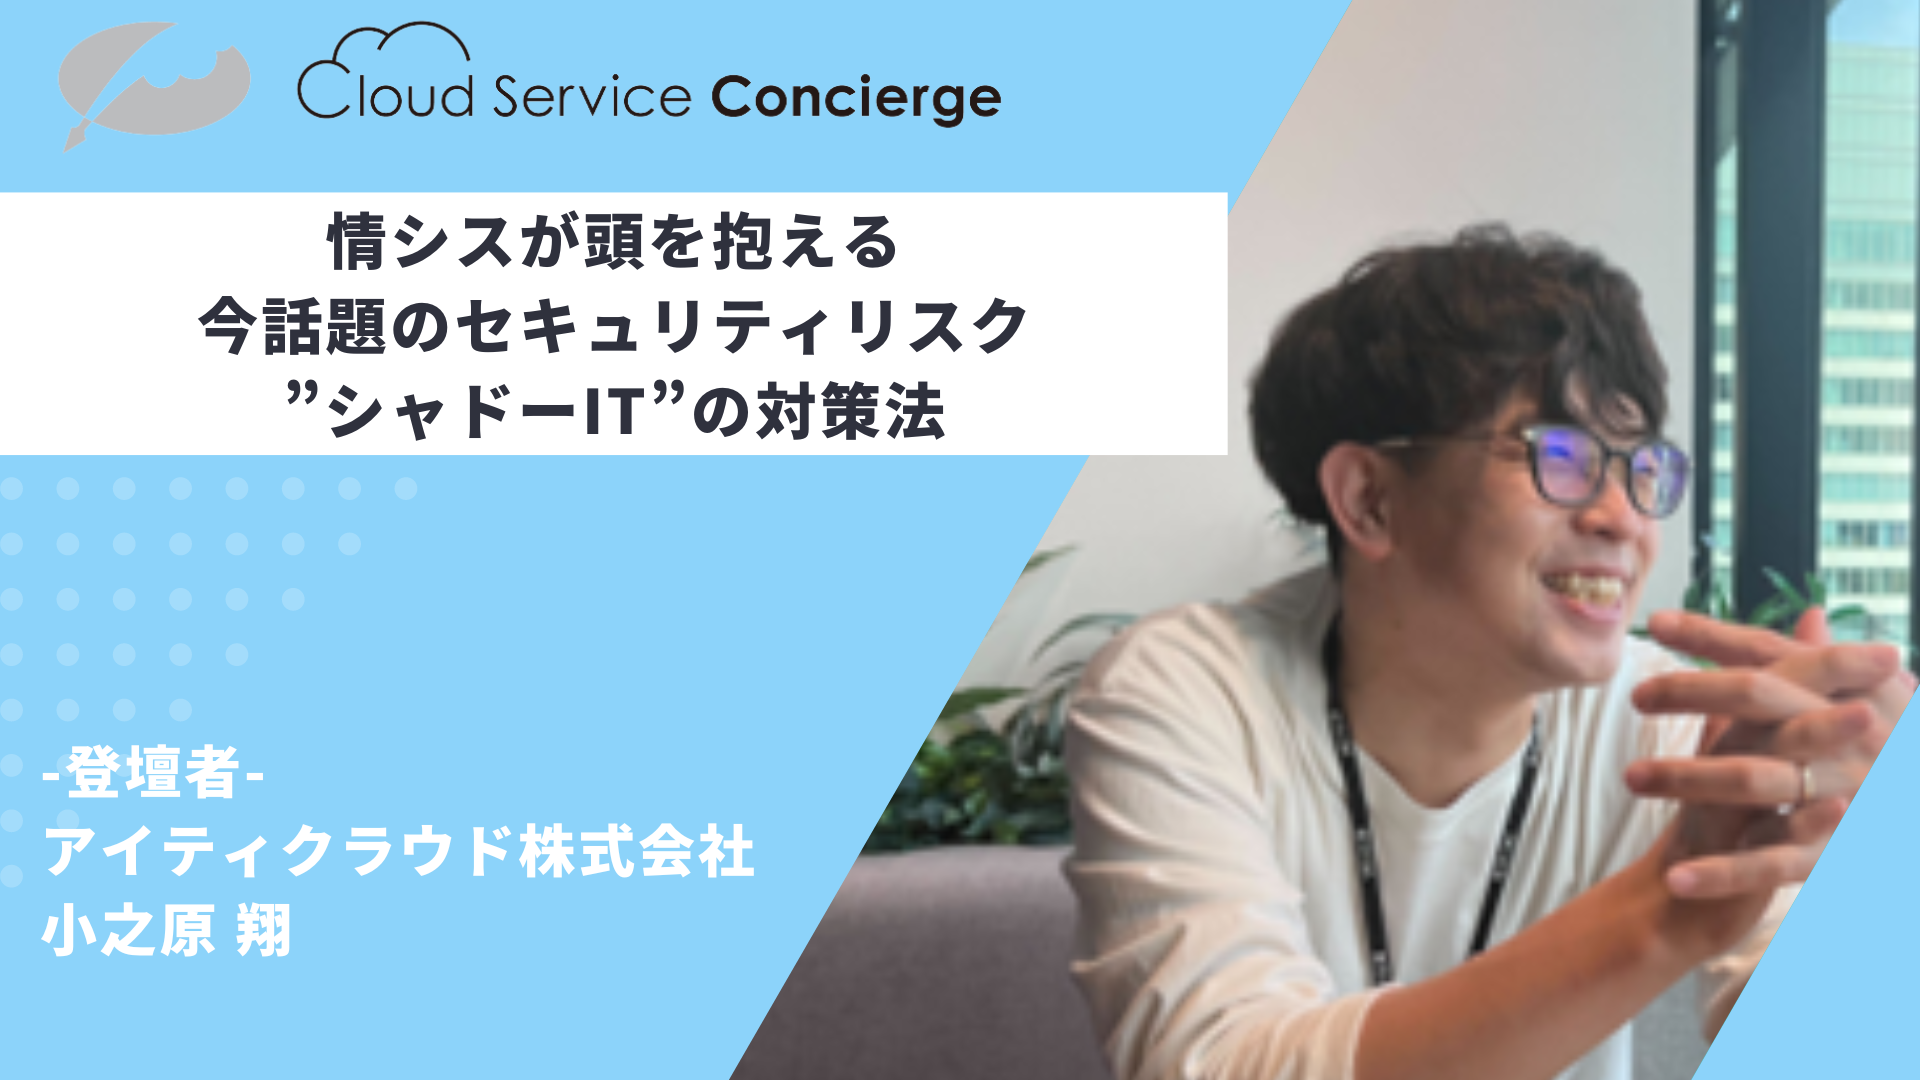 Cloud Service Concierge
情シスが頭を抱える
今話題のセキュリティリスク
”シャドーIT”の対策法
-登壇者-
アイティクラウド株式会社
小之原 翔